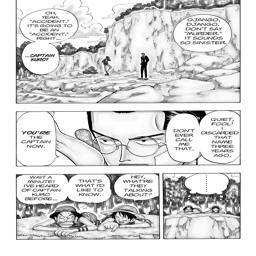 DJANGO,
DJANGO,
DON'T SAY
"MURDER."
IT SOUNDS
SO SINISTER.
OH,
YEAH.
"ACCIDENT."
IT'S GOING TO
BE AN
"ACCIDENT,"
RIGHT...
...CAPTAIN
KURO?
QUIET,
FOOL!
I
DISCARDED
THAT
NAME
THREE
YEARS
AGO.
DON'T
EVER
CALL
ME
THAT.
YOU'RE
THE
CAPTAIN
NOW.
HEY,
WHAT'RE
THEY
TALKING
ABOUT?
THAT'S
WHAT
I'D LIKE
TO
KNOW.
WAIT A
MINUTE!
I'VE HEARD
OF CAPTAIN
KURO
BEFORE...